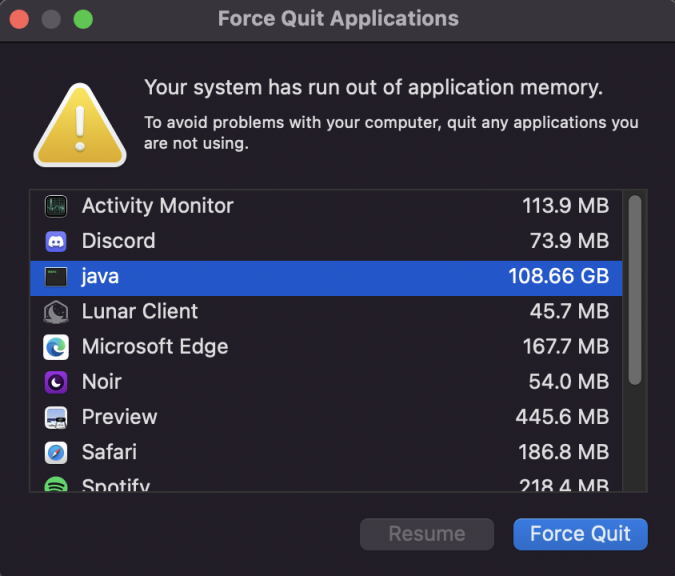 Force Quit Applications
Your system has run out of application memory.
To avoid problems with your computer, quit any applications you
are not using.
Activity Monitor 113.9 MB
Discord 73.9 MB
java 108.66 GB
Lunar Client 45.7 MB
Microsoft Edge 167.7 MB
Noir 54.0 MB
Preview 445.6 MB
Safari 186.8 MB
Spotify 218.4 MB
Resume Force Quit